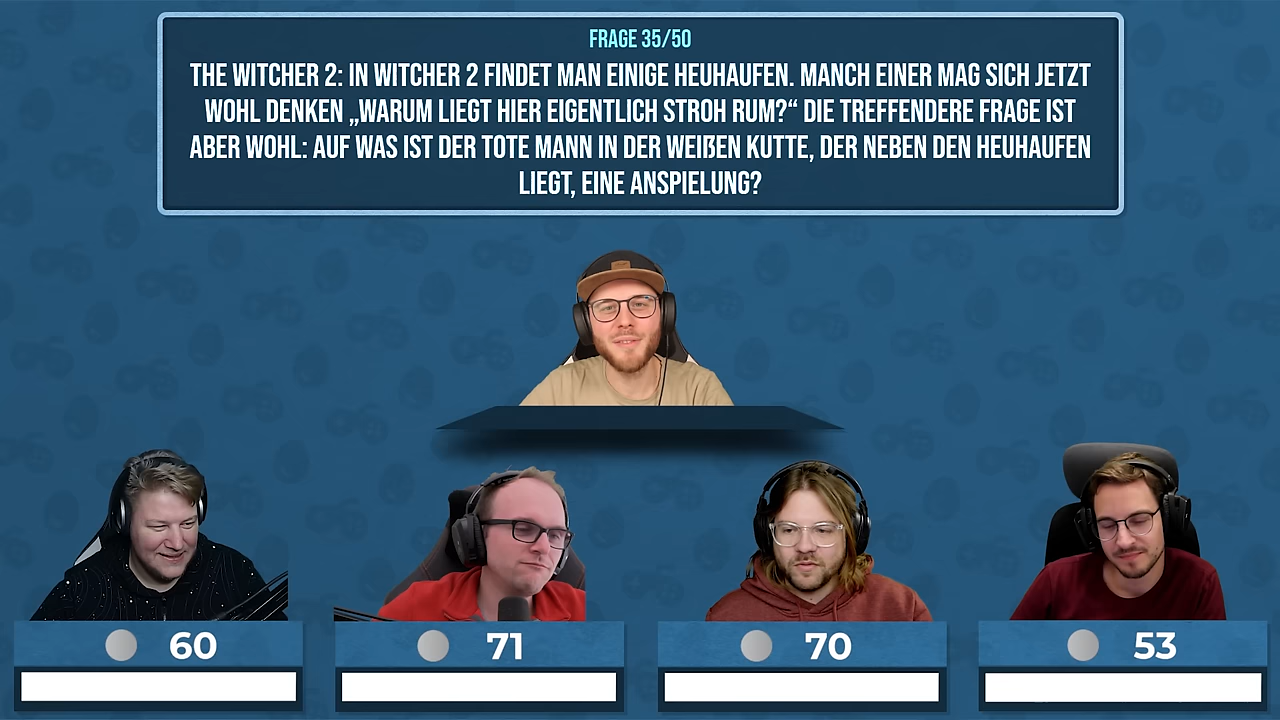 FRAGE 35/50
THE WITCHER 2: IN WITCHER 2 FINDET MAN EINIGE HEUHAUFEN. MANCH EINER MAG SICH JETZT
WOHL DENKEN „WARUM LIEGT HIER EIGENTLICH STROH RUM?“ DIE TREFFENDERE FRAGE IST
ABER WOHL: AUF WAS IST DER TOTE MANN IN DER WEIẞEN KUTTE, DER NEBEN DEN HEUHAUFEN
LIEGT, EINE ANSPIELUNG?
60
71
70
53